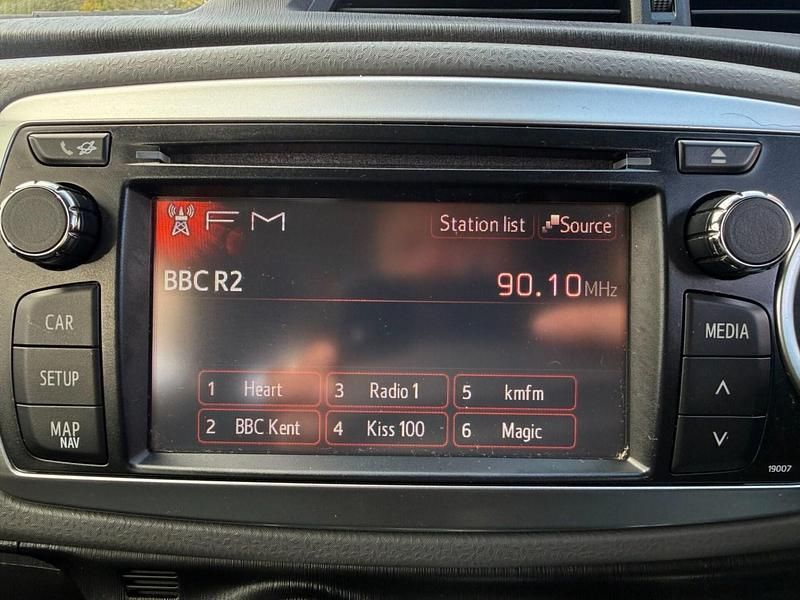 FM Station list Source
BBC R2 90.10MHz
CAR
SETUP
MAP
NAV
1 Heart 3 Radio 1 5 kmfm
2 BBC Kent 4 Kiss 100 6 Magic
MEDIA
19007